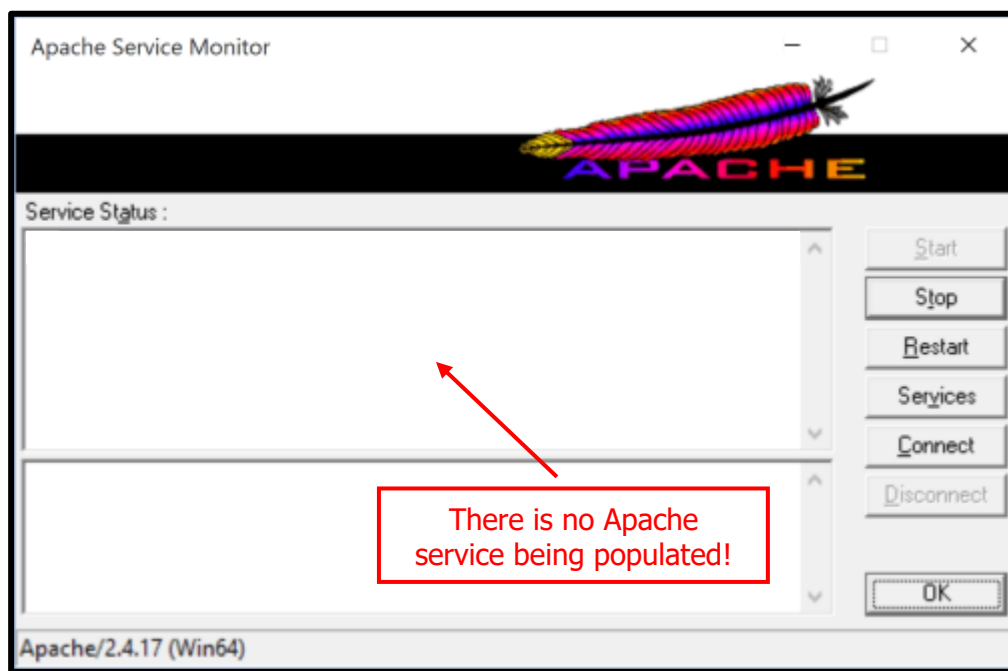 Apache Service Monitor
APACHE
Service Status :
Start
Stop
Restart
Services
Connect
Disconnect
There is no Apache
service being populated!
OK
Apache/2.4.17 (Win64)